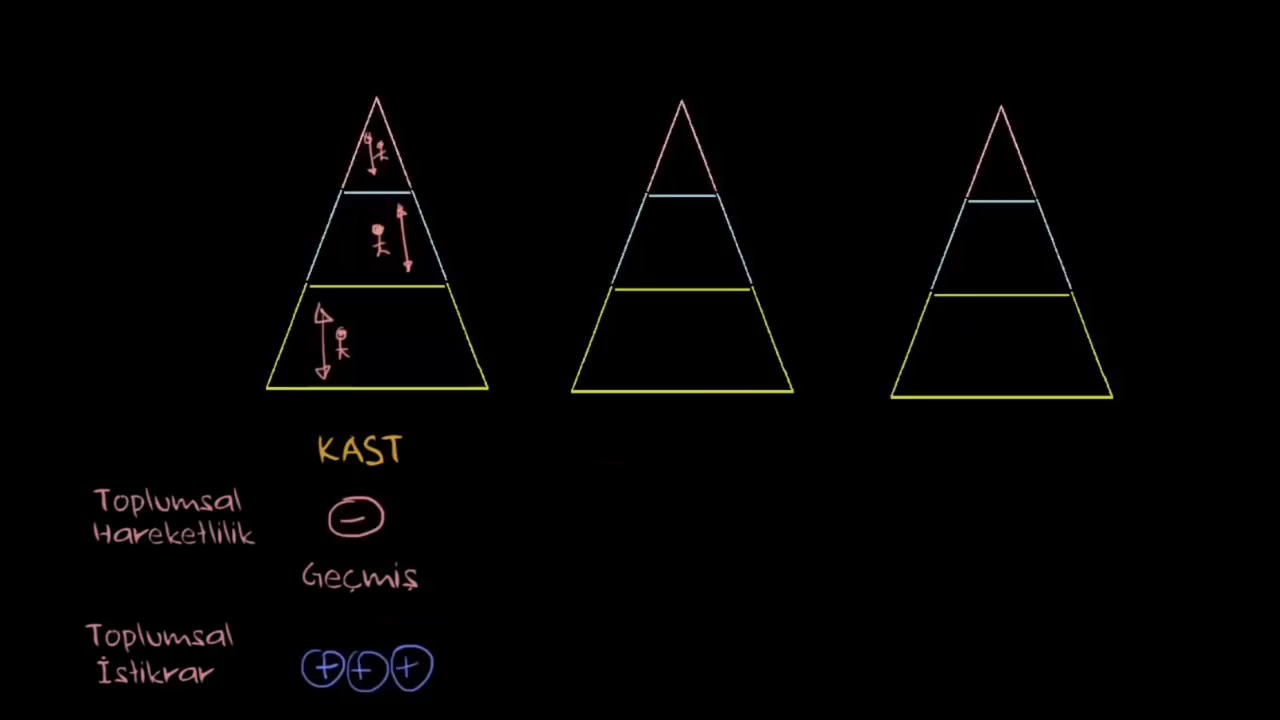 KAST
Toplumsal
Hareketlilik
−
Geçmiş
Toplumsal
İstikrar
+ + +